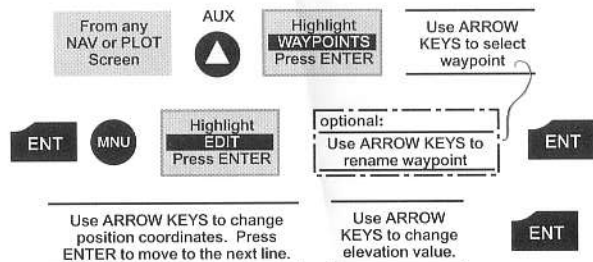 From any
NAV or PLOT
Screen
AUX
Highlight
WAYPOINTS
Press ENTER
Use ARROW
KEYS to select
waypoint
ENT
MNU
Highlight
EDIT
Press ENTER
optional:
Use ARROW KEYS to
rename waypoint
ENT
Use ARROW KEYS to change
position coordinates. Press
ENTER to move to the next line.
Use ARROW
KEYS to change
elevation value.
ENT